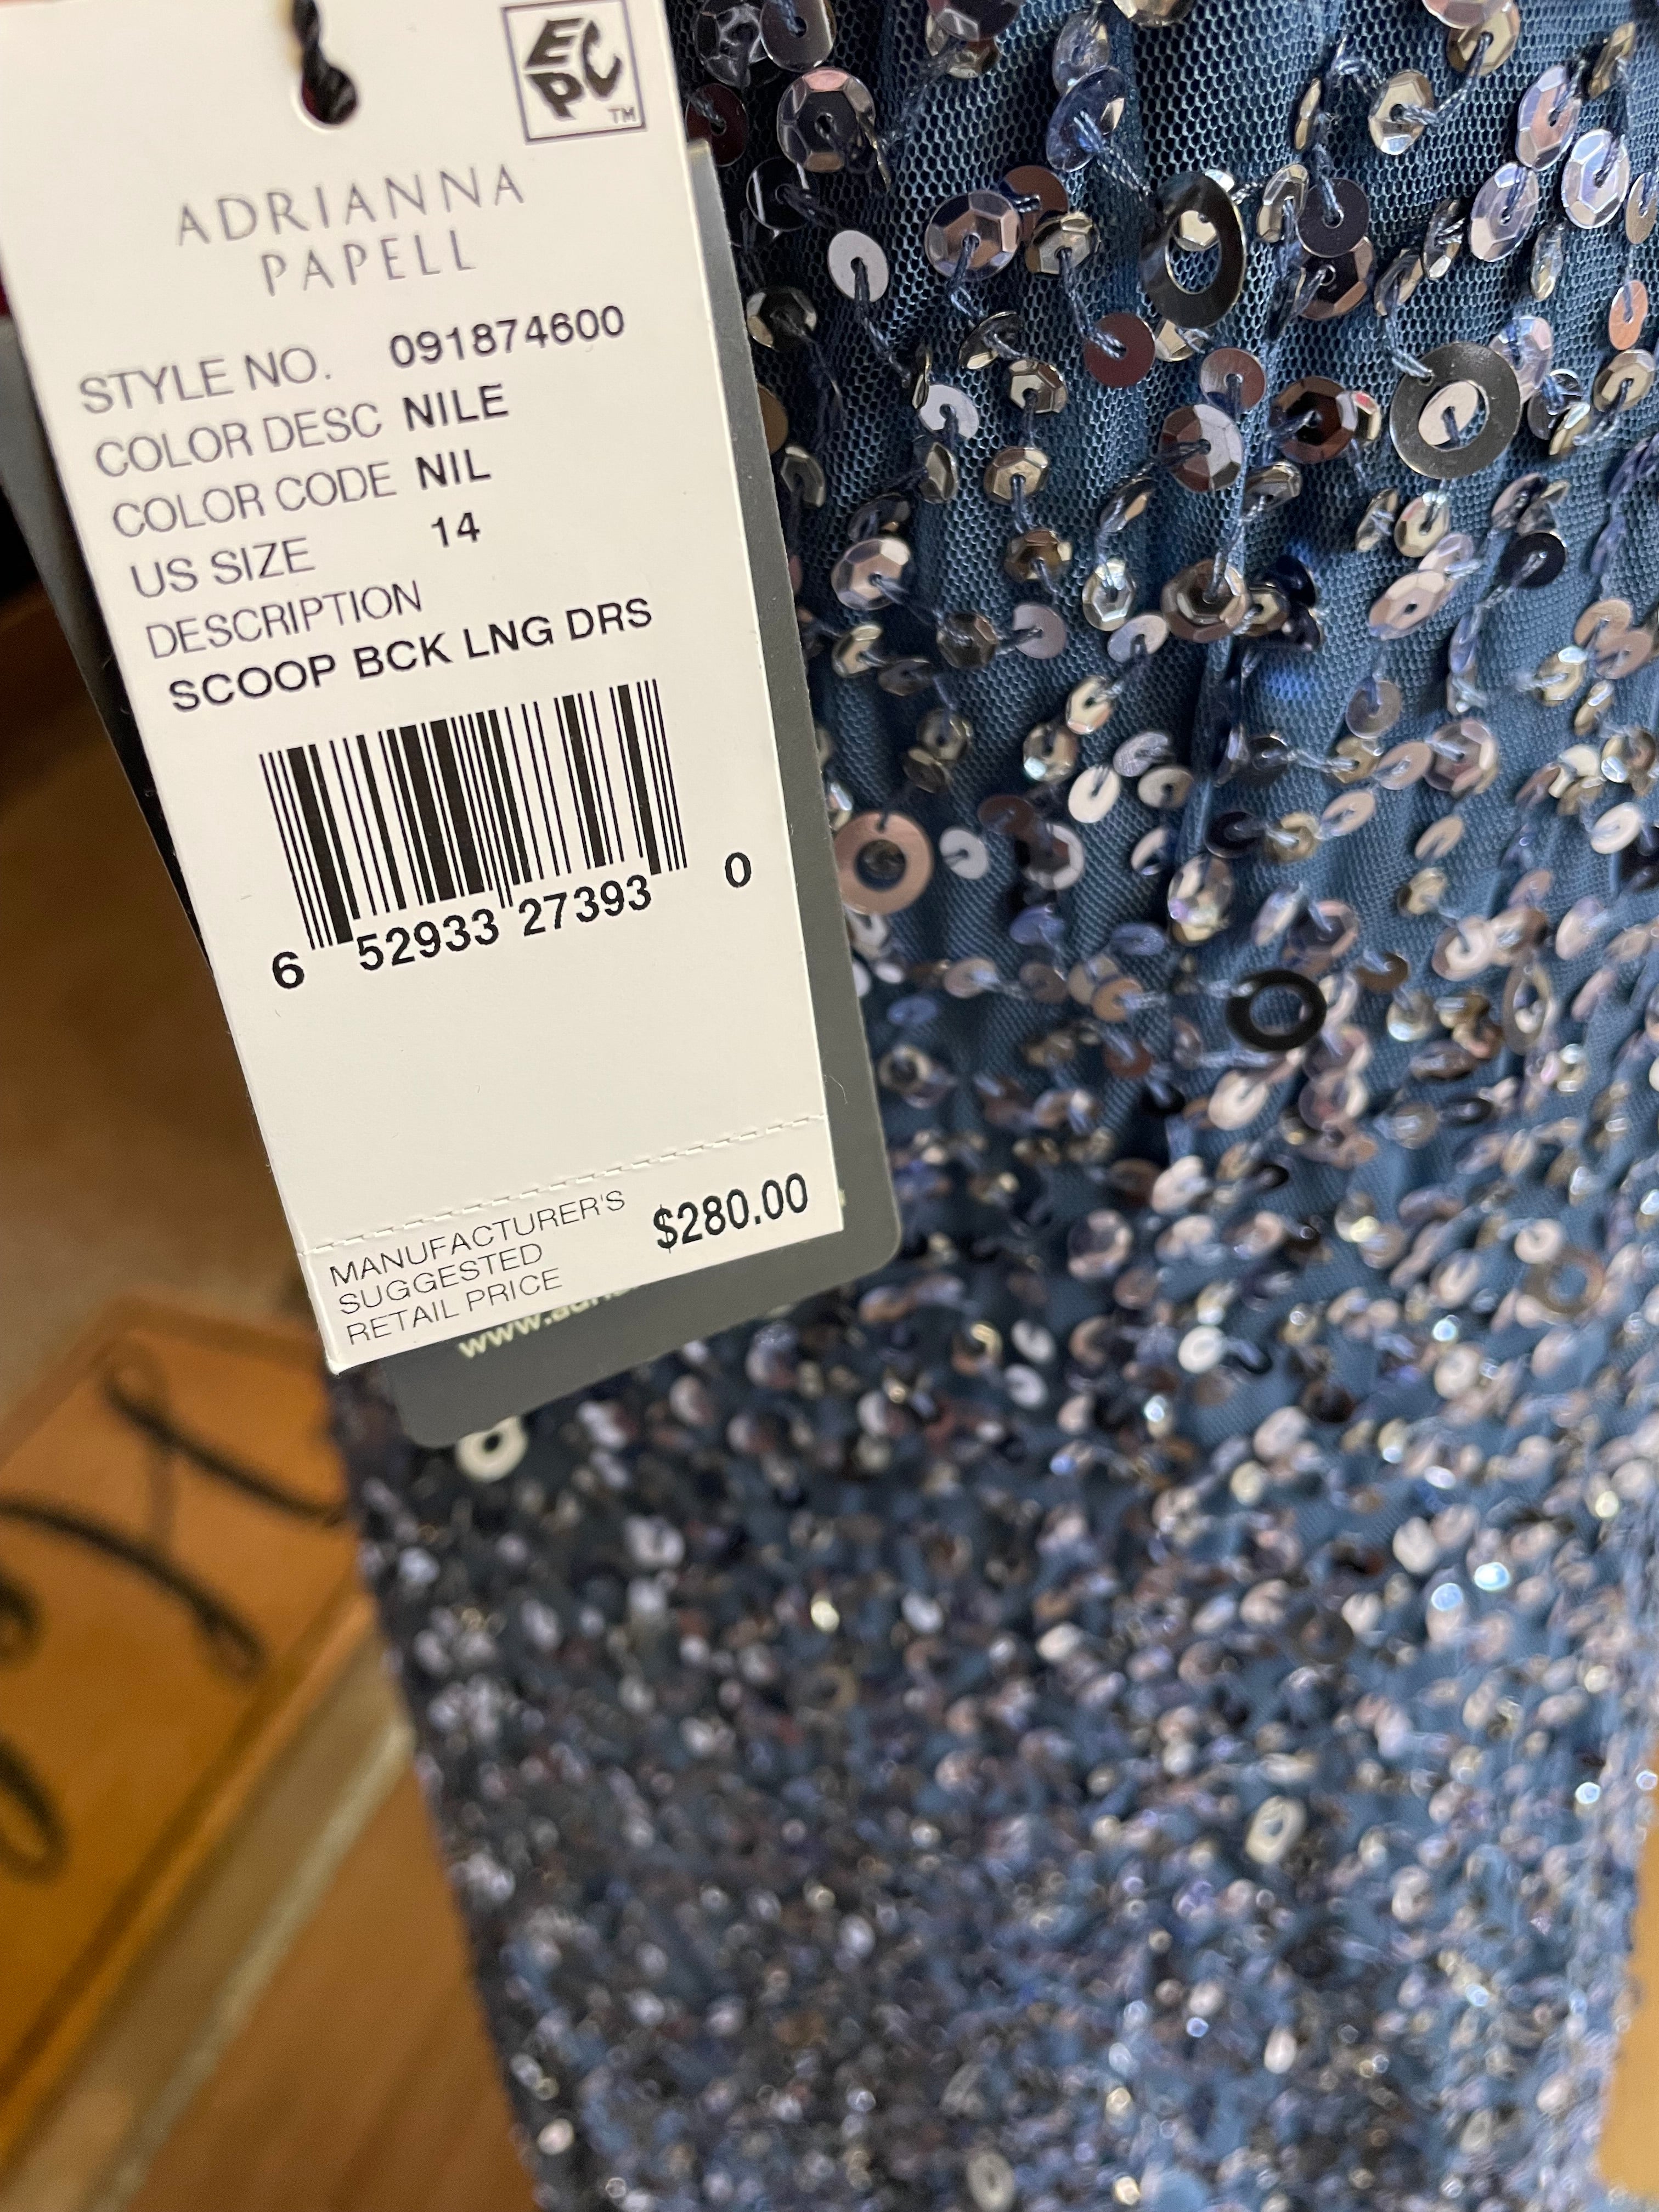 EPC™
ADRIANNA
PAPELL
STYLE NO. 091874600
COLOR DESC NILE
COLOR CODE NIL
US SIZE 14
DESCRIPTION
SCOOP BCK LNG DRS
6 52933 27393 0
MANUFACTURER'S
SUGGESTED
RETAIL PRICE $280.00